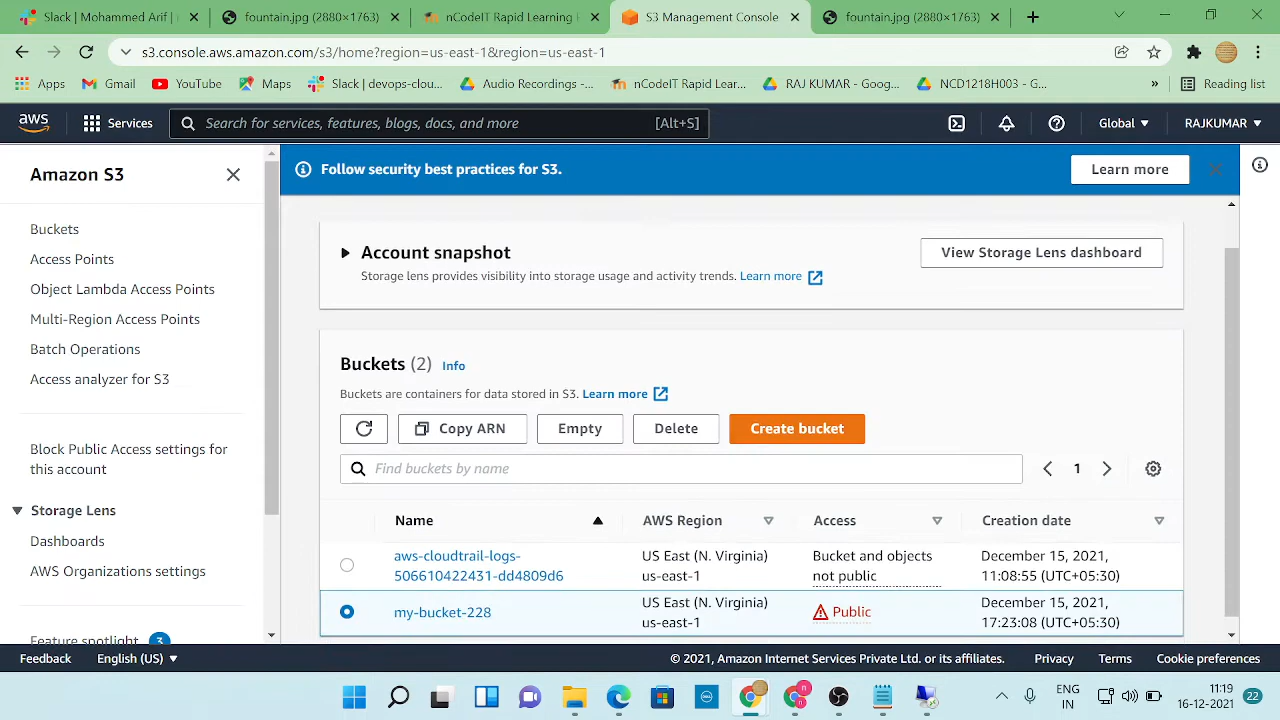 Slack | Mohammed Arif |
fountain.jpg (2880×1763)
nCodeIT Rapid Learning
S3 Management Console
fountain.jpg (2880×1763)
s3.console.aws.amazon.com/s3/home?region=us-east-1&region=us-east-1
Apps
Gmail
YouTube
Maps
Slack | devops-clou...
Audio Recordings -...
nCodeIT Rapid Lear...
RAJ KUMAR - Goog...
NCD1218H003 - G...
»
Reading list
aws
Services
Search for services, features, blogs, docs, and more
[Alt+S]
Global
RAJKUMAR
Amazon S3
Buckets
Access Points
Object Lambda Access Points
Multi-Region Access Points
Batch Operations
Access analyzer for S3
Block Public Access settings for
this account
Storage Lens
Dashboards
AWS Organizations settings
Feature spotlight 3
Follow security best practices for S3.
Learn more
Account snapshot
Storage lens provides visibility into storage usage and activity trends. Learn more
View Storage Lens dashboard
Buckets (2) Info
Buckets are containers for data stored in S3. Learn more
Copy ARN
Empty
Delete
Create bucket
Find buckets by name
1
Name
AWS Region
Access
Creation date
aws-cloudtrail-logs-
506610422431-dd4809d6
US East (N. Virginia)
us-east-1
Bucket and objects
not public
December 15, 2021,
11:08:55 (UTC+05:30)
my-bucket-228
US East (N. Virginia)
us-east-1
Public
December 15, 2021,
17:23:08 (UTC+05:30)
Feedback
English (US)
© 2021, Amazon Internet Services Private Ltd. or its affiliates.
Privacy
Terms
Cookie preferences
DELL
ENG
IN
11:19
16-12-2021
22